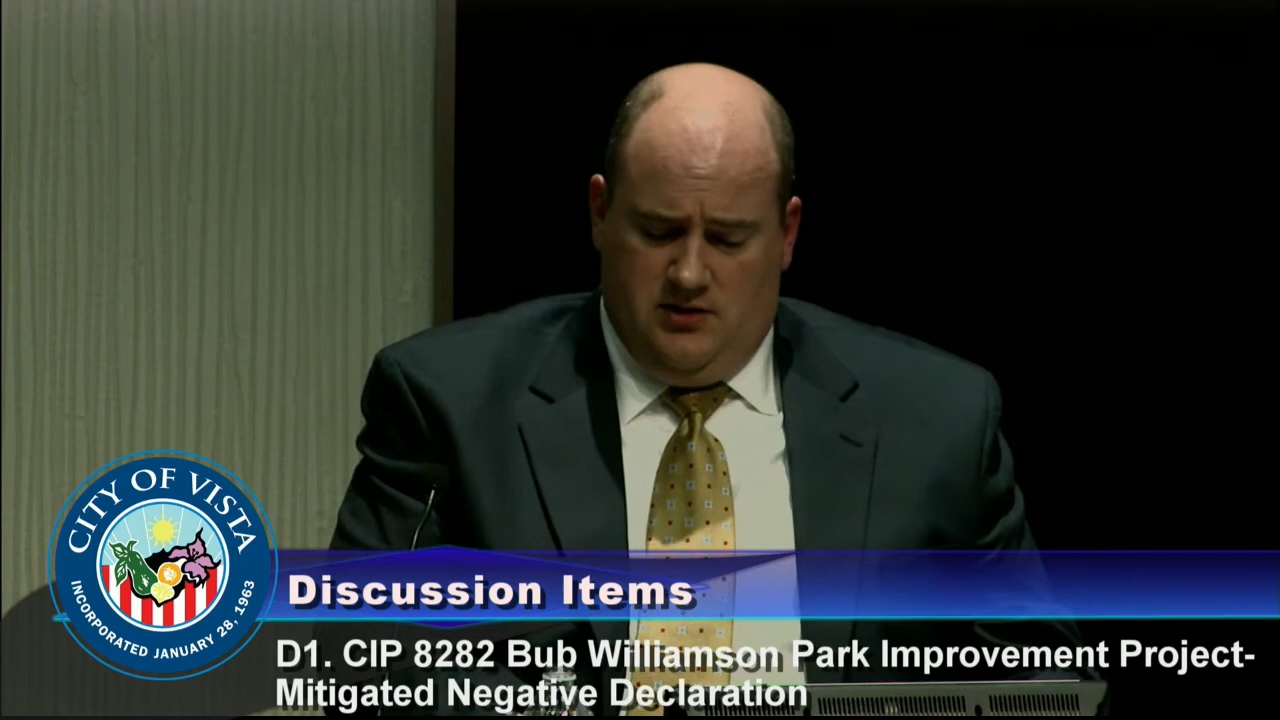 CITY OF VISTA
INCORPORATED JANUARY 28, 1963
Discussion Items
D1. CIP 8282 Bub Williamson Park Improvement Project-
Mitigated Negative Declaration